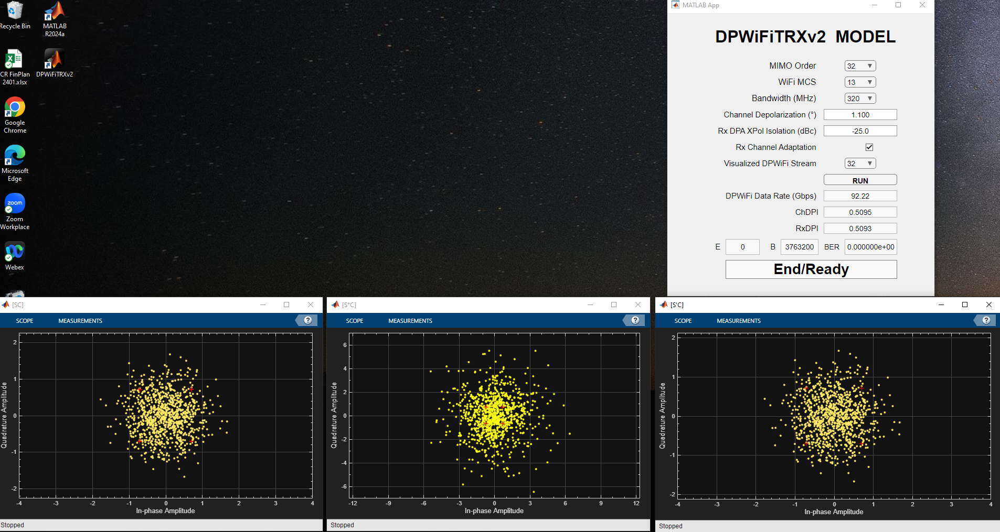 Recycle Bin
MATLAB
R2024a
CR FinPlan
2401.xlsx
DPWiFiTRXv2
Google
Chrome
Microsoft
Edge
zoom
Zoom
Workplace
Webex
MATLAB App
DPWiFiTRXv2 MODEL
MIMO Order 32
WiFi MCS 13
Bandwidth (MHz) 320
Channel Depolarization (°) 1.100
Rx DPA XPol Isolation (dBc) -25.0
Rx Channel Adaptation
Visualized DPWiFi Stream 32
RUN
DPWiFi Data Rate (Gbps) 92.22
ChDPI 0.5095
RxDPI 0.5093
E 0 B 3763200 BER 0.000000e+00
End/Ready
[SC]
SCOPE MEASUREMENTS ?
2
1
0
-1
-2
Quadrature Amplitude
-4 -3 -2 -1 0 1 2 3 4
In-phase Amplitude
Stopped
[S*C]
SCOPE MEASUREMENTS ?
6
4
2
0
-2
-4
-6
Quadrature Amplitude
-12 -9 -6 -3 0 3 6 9 12
In-phase Amplitude
Stopped
[S'C]
SCOPE MEASUREMENTS ?
2
1
0
-1
-2
Quadrature Amplitude
-4 -3 -2 -1 0 1 2 3 4
In-phase Amplitude
Stopped